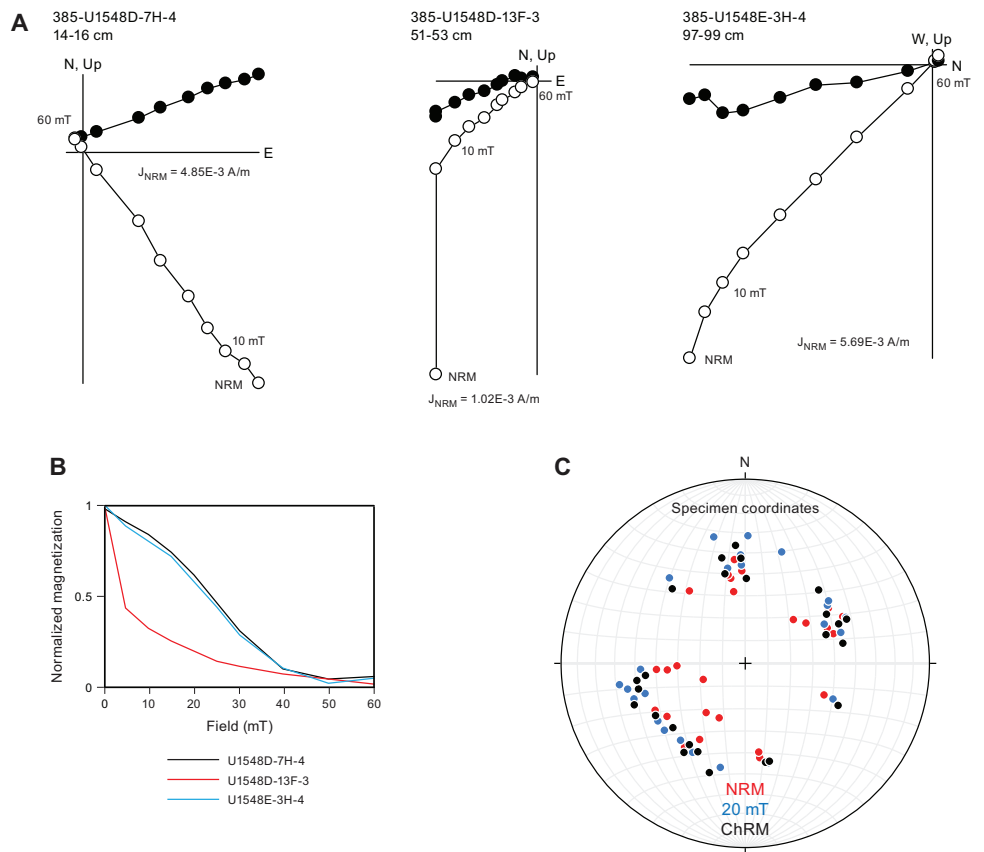 A
385-U1548D-7H-4
14-16 cm
N, Up
60 mT
E
J_NRM = 4.85E-3 A/m
10 mT
NRM
385-U1548D-13F-3
51-53 cm
N, Up
E
60 mT
10 mT
NRM
J_NRM = 1.02E-3 A/m
385-U1548E-3H-4
97-99 cm
W, Up
N
60 mT
10 mT
J_NRM = 5.69E-3 A/m
NRM
B
Normalized magnetization
1
0.5
0
0 10 20 30 40 50 60
Field (mT)
U1548D-7H-4
U1548D-13F-3
U1548E-3H-4
C
N
Specimen coordinates
NRM
20 mT
ChRM